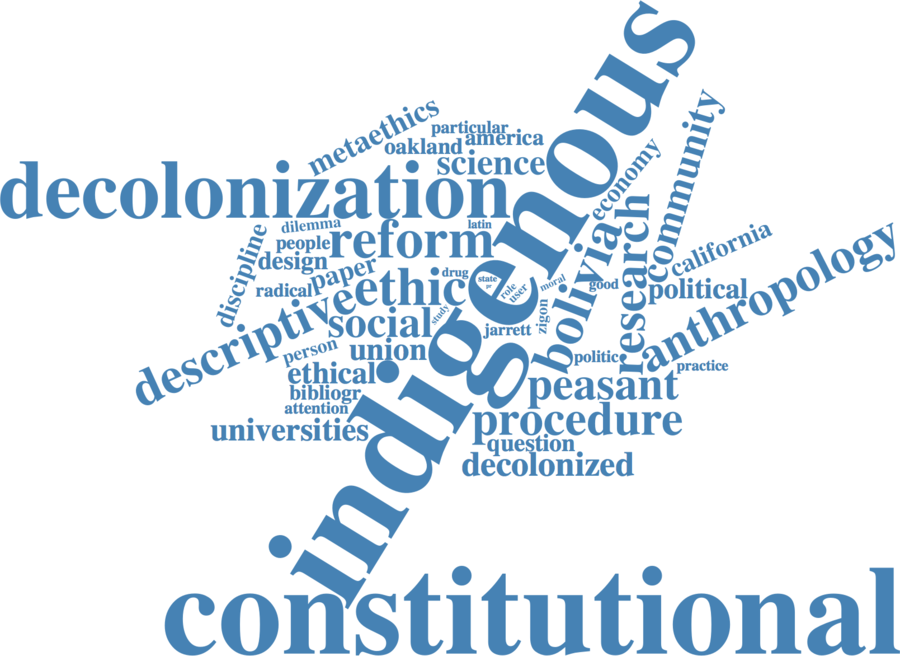 indigenous
metaethics
particular
america
oakland
science
decolonization
economy
community
dilemma
latin
people
reform
discipline
design
paper
drug
state
pr
role
user
moral
good
bolivia
research
california
radical
ethic
political
anthropology
descriptive
social
study
jarrett
zigon
person
union
politic
practice
ethical
peasant
bibliogr
attention
procedure
universities
question
decolonized
constitutional